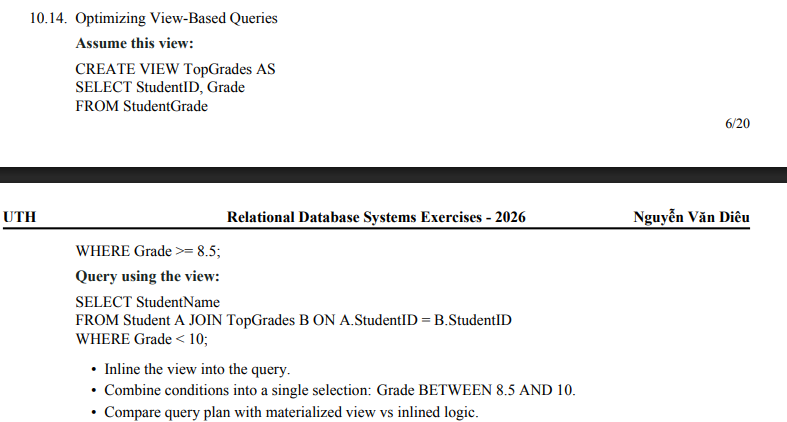 10.14. Optimizing View-Based Queries
Assume this view:
CREATE VIEW TopGrades AS
SELECT StudentID, Grade
FROM StudentGrade
6/20
UTH Relational Database Systems Exercises - 2026 Nguyễn Văn Diêu
WHERE Grade >= 8.5;
Query using the view:
SELECT StudentName
FROM Student A JOIN TopGrades B ON A.StudentID = B.StudentID
WHERE Grade < 10;
• Inline the view into the query.
• Combine conditions into a single selection: Grade BETWEEN 8.5 AND 10.
• Compare query plan with materialized view vs inlined logic.